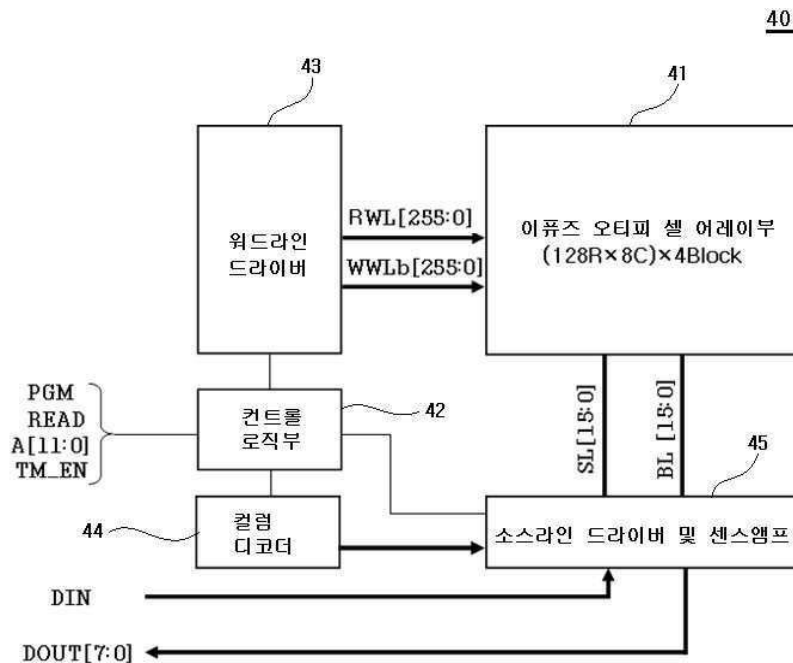 40
43
41
워드라인
드라이버
RWL[255:0]
WWLb[255:0]
이퓨즈 오티피 셀 어레이부
(128R×8C)×4Block
PGM
READ
A[11:0]
TM_EN
컨트롤
로직부
42
SL[15:0]
BL [15:0]
45
44
컬럼
디코더
소스라인 드라이버 및 센스앰프
DIN
DOUT[7:0]